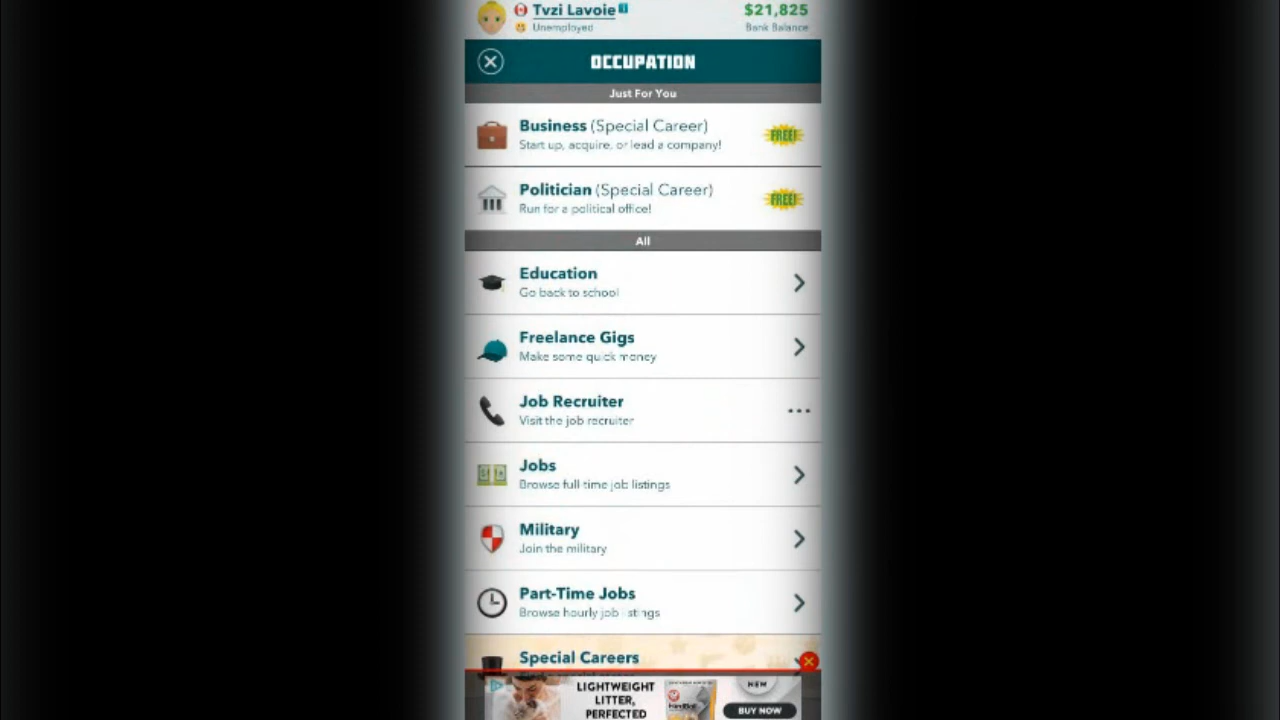 Tvzi Lavoie
$21,825
Unemployed
Bank Balance
OCCUPATION
Just For You
Business (Special Career)
Start up, acquire, or lead a company!
FREE!
Politician (Special Career)
Run for a political office!
FREE!
All
Education
Go back to school
Freelance Gigs
Make some quick money
Job Recruiter
Visit the job recruiter
Jobs
Browse full time job listings
Military
Join the military
Part-Time Jobs
Browse hourly job listings
Special Careers
LIGHTWEIGHT
LITTER,
PERFECTED
NEW
BUY NOW